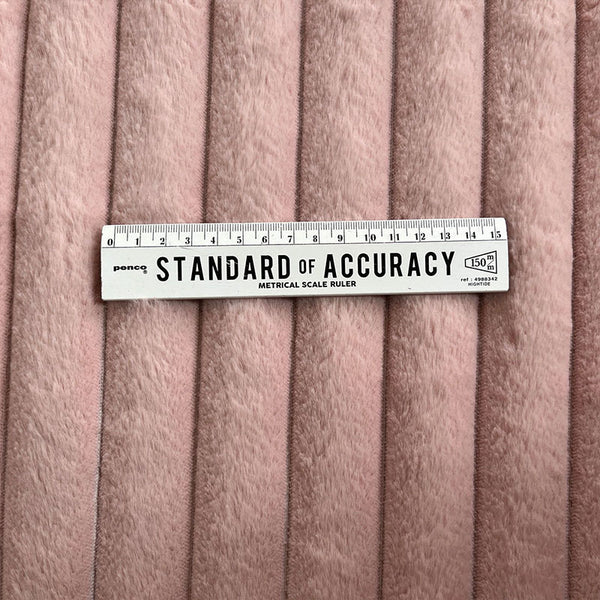 0 1 2 3 4 5 6 7 8 9 10 11 12 13 14 15
penco® STANDARD OF ACCURACY 150 m/m
METRICAL SCALE RULER
ref : 4988342
HIGHTIDE